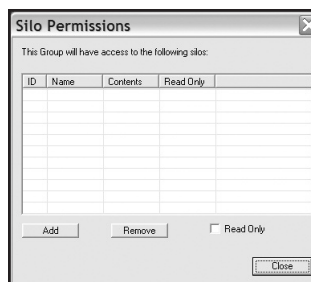 Silo Permissions
This Group will have access to the following silos:
ID Name Contents Read Only
Add Remove Read Only
Close